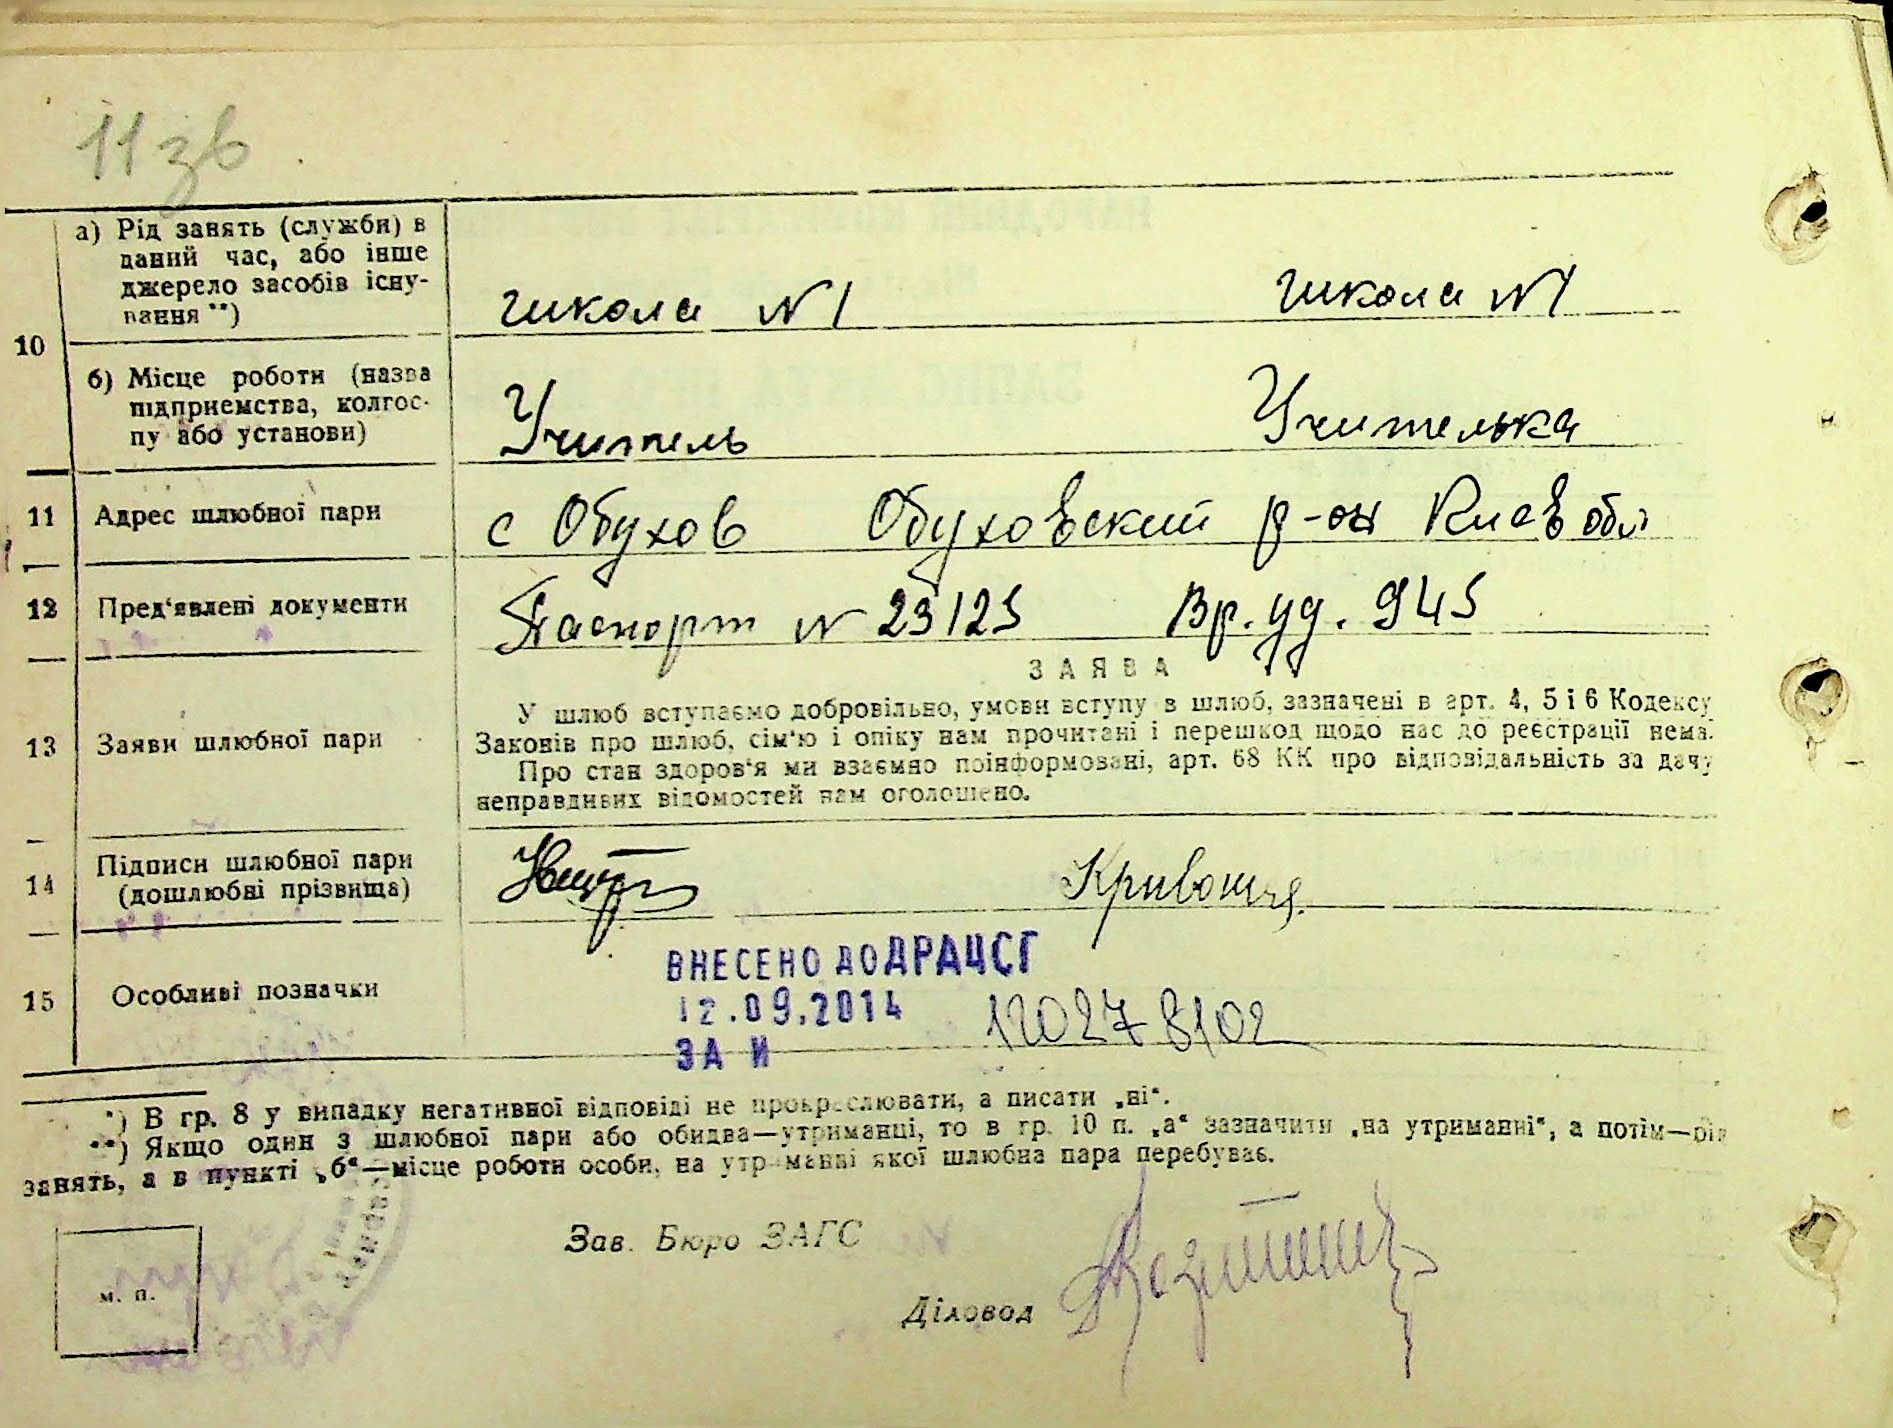 11 зв
10
а) Рід занять (служби) в
даний час, або інше
джерело засобів існу-
вання **)
школа N1 школа N1
б) Місце роботи (назва
підприємства, колгос-
пу або установи)
Учитель Учителька
11 Адрес шлюбної пари
с Обухов Обуховский р-он Киев обл
12 Пред'явлені документи
Паспорт N 23125 Вр. уд. 945
ЗАЯВА
13 Заяви шлюбної пари
У шлюб вступаємо добровільно, умови вступу в шлюб, зазначені в арт. 4, 5 і 6 Кодексу
Законів про шлюб, сім'ю і опіку нам прочитані і перешкод щодо нас до реєстрації нема.
Про стан здоров'я ми взаємно поінформовані, арт. 68 КК про відповідальність за дачу
неправдивих відомостей нам оголошено.
14 Підписи шлюбної пари
(дошлюбні прізвища)
15 Особливі позначки
ВНЕСЕНО ДО ДРАЦСГ
12.09.2014
ЗА И 120278102
*) В гр. 8 у випадку негативної відповіді не прокреслювати, а писати „ні“.
**) Якщо один з шлюбної пари або обидва—утриманці, то в гр. 10 п. „а“ зазначити „на утриманні“, а потім—рід
занять, а в пункті „б“—місце роботи особи, на утриманні якої шлюбна пара перебуває.
Зав. Бюро ЗАГС
м. п.
Діловод